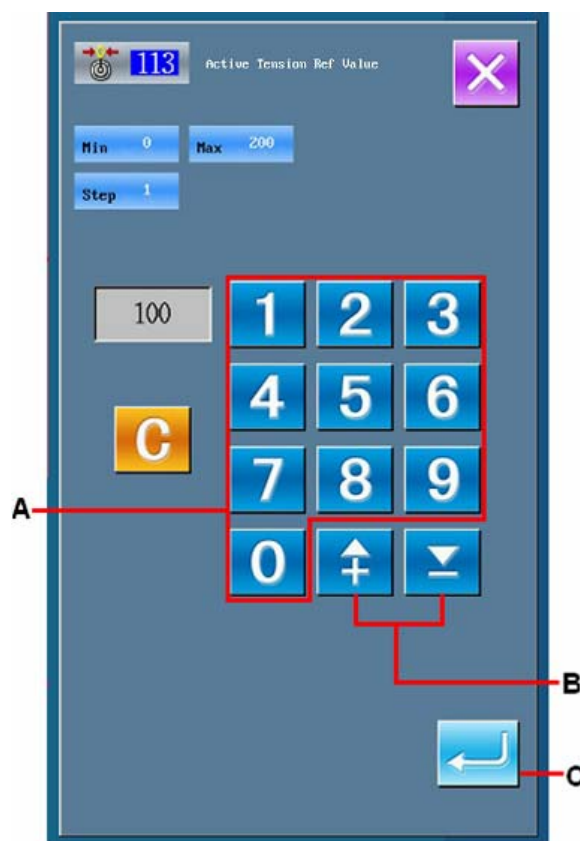 113 Active Tension Ref Value
Min 0 Max 200
Step 1
100 1 2 3
C 4 5 6
A 7 8 9
0
B
C